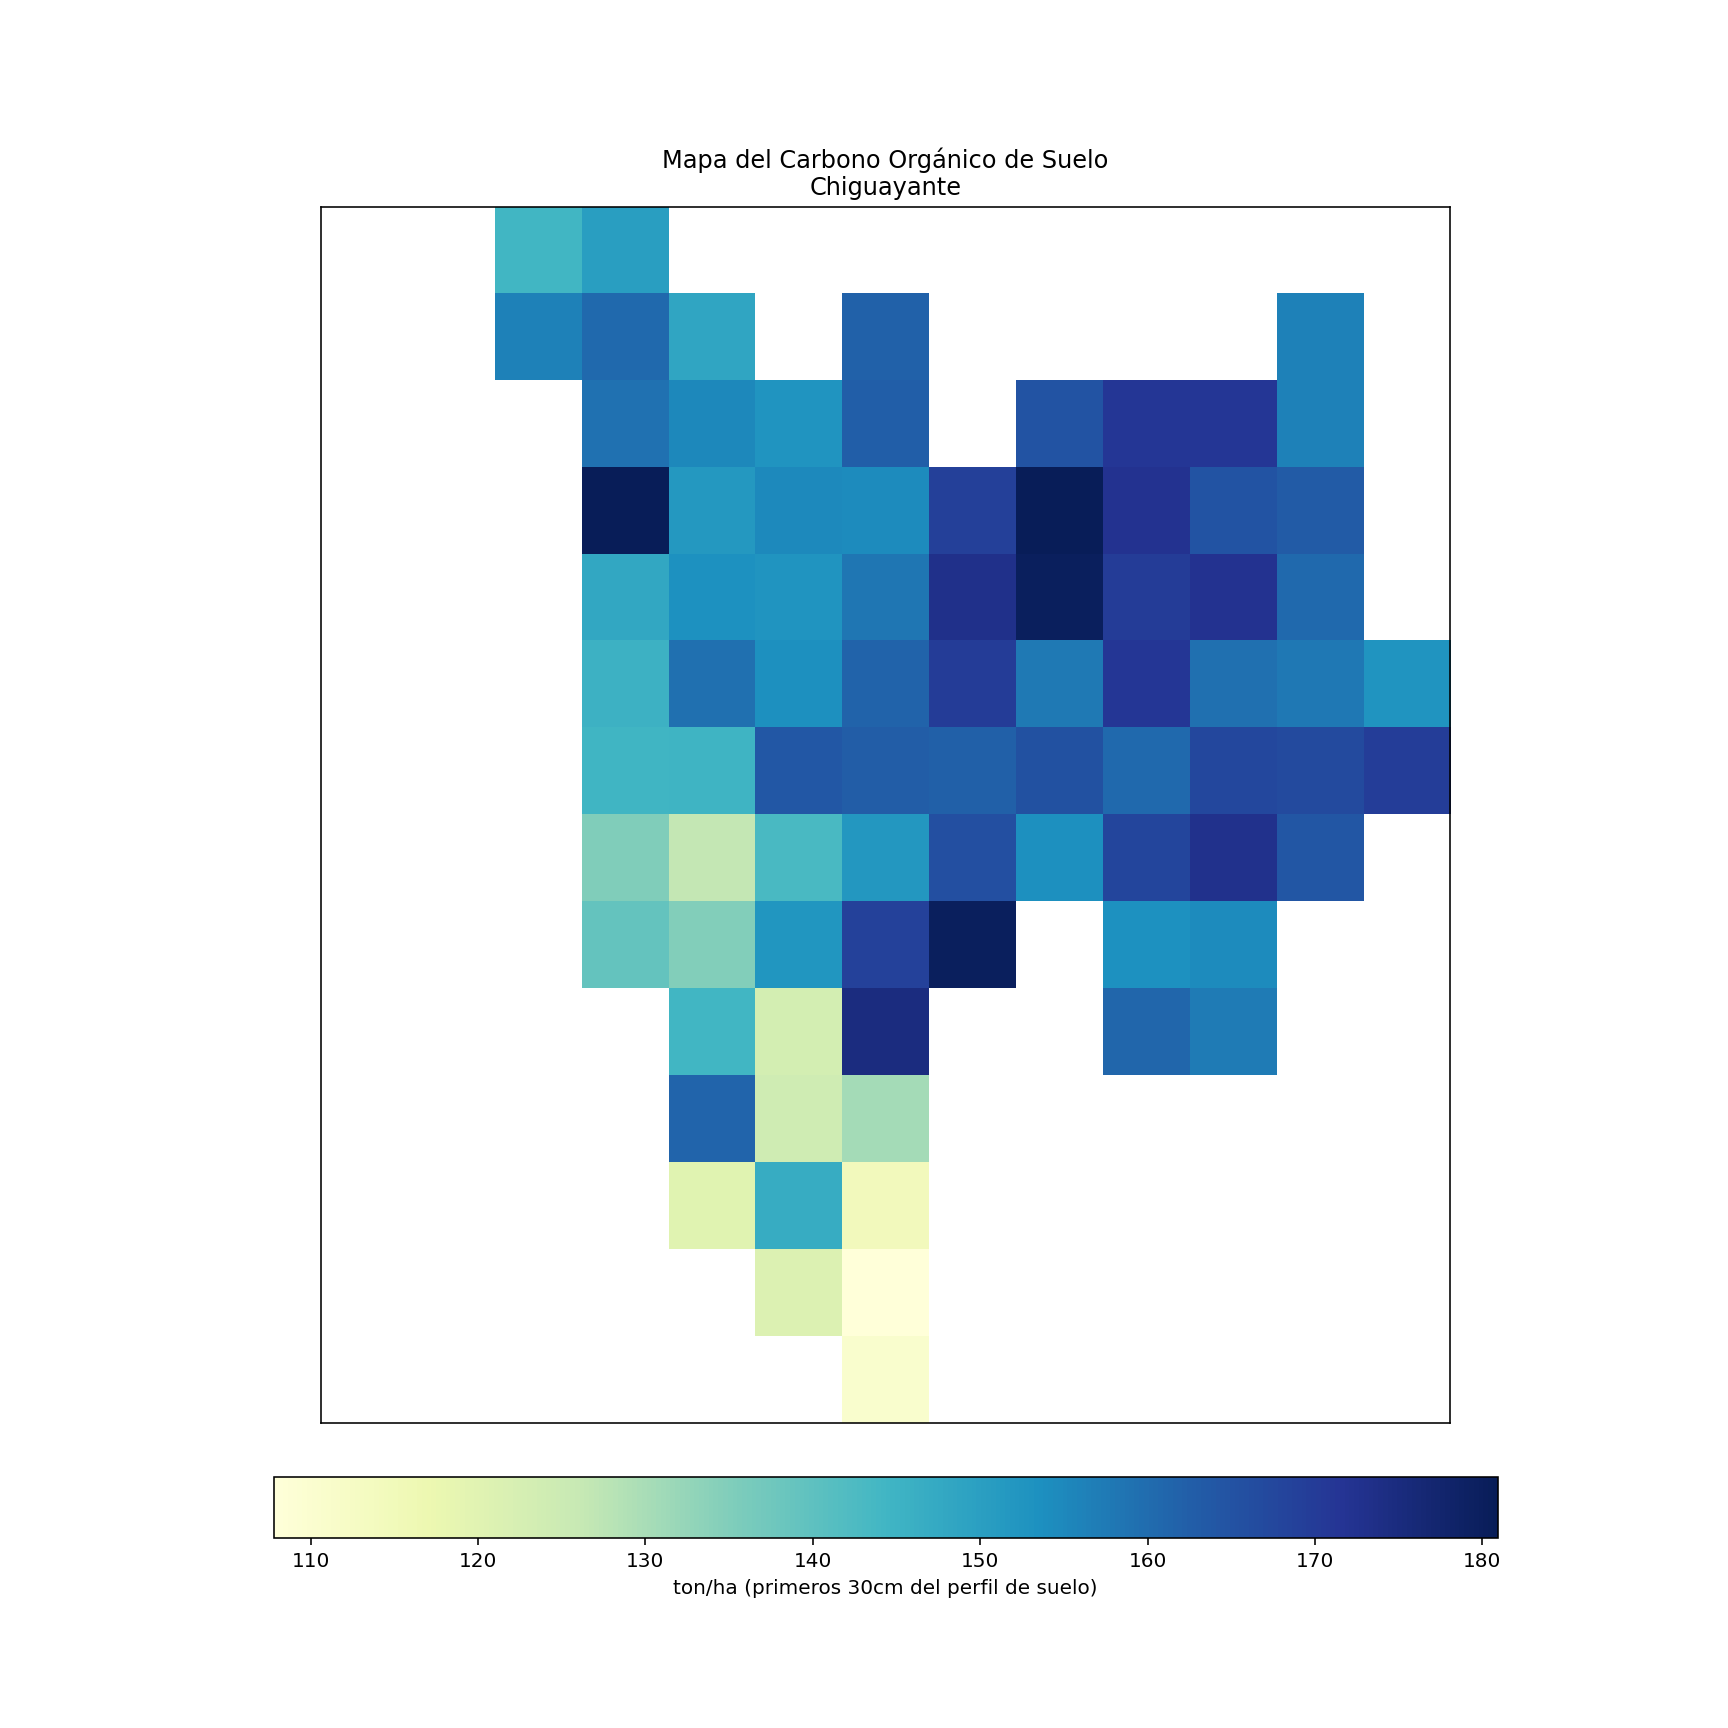 Mapa del Carbono Orgánico de Suelo
Chiguayante
110 120 130 140 150 160 170 180
ton/ha (primeros 30cm del perfil de suelo)